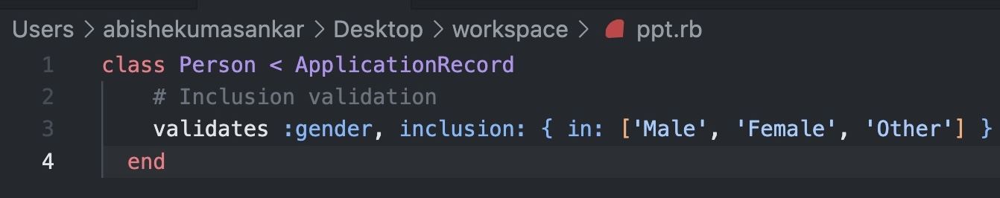 Users > abishekumasankar > Desktop > workspace > ppt.rb
1 class Person < ApplicationRecord
2 # Inclusion validation
3 validates :gender, inclusion: { in: ['Male', 'Female', 'Other'] }
4 end